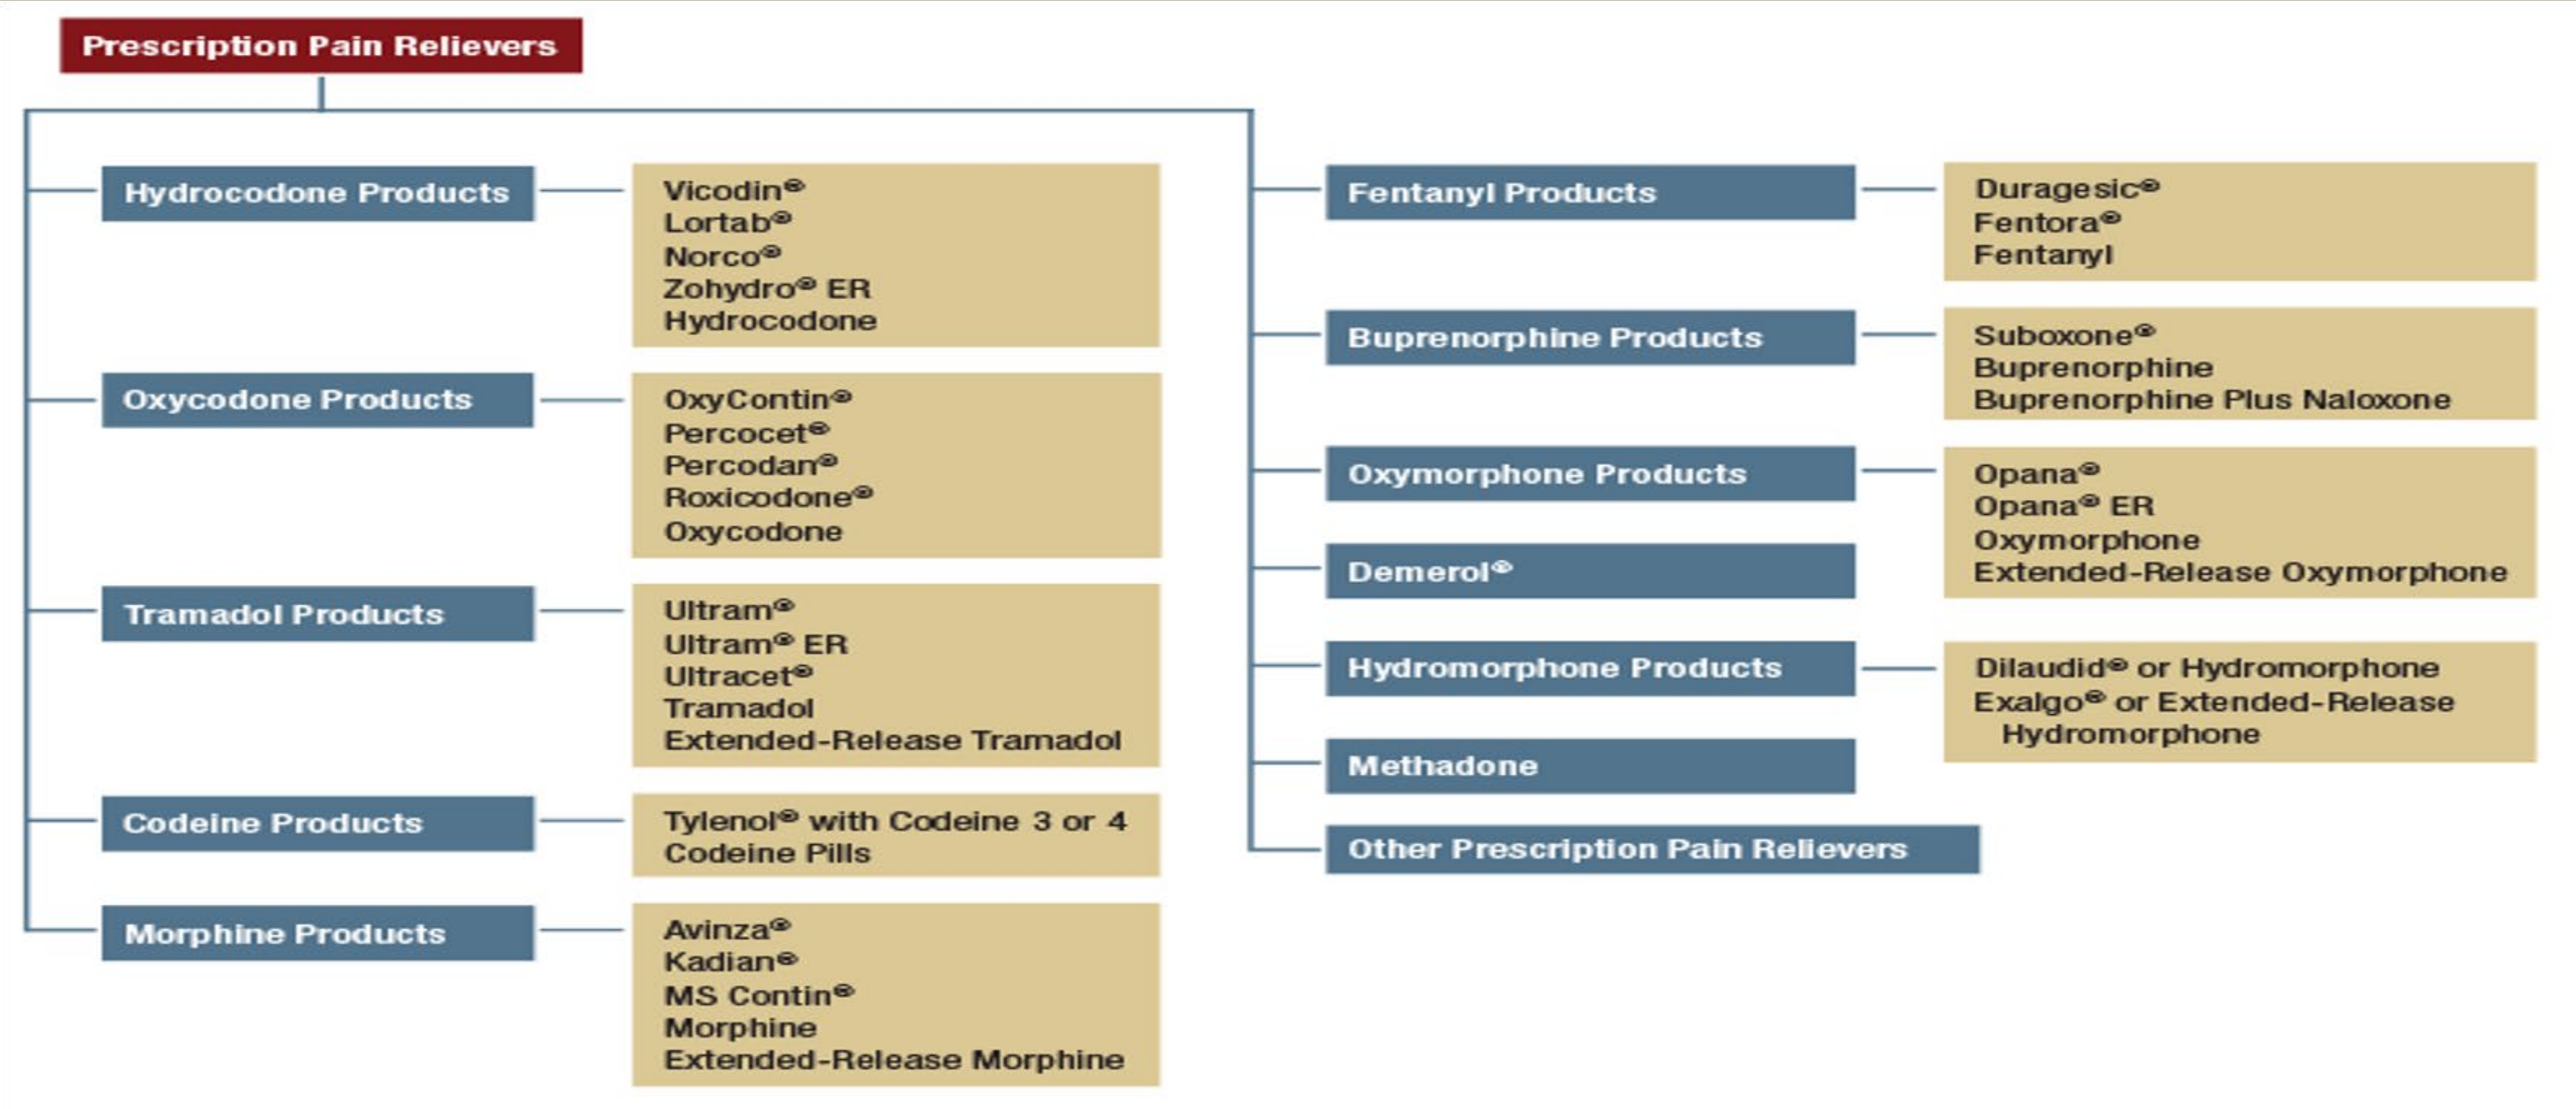 Prescription Pain Relievers
Hydrocodone Products
Vicodin®
Lortab®
Norco®
Zohydro® ER
Hydrocodone
Oxycodone Products
OxyContin®
Percocet®
Percodan®
Roxicodone®
Oxycodone
Tramadol Products
Ultram®
Ultram® ER
Ultracet®
Tramadol
Extended-Release Tramadol
Codeine Products
Tylenol® with Codeine 3 or 4
Codeine Pills
Morphine Products
Avinza®
Kadian®
MS Contin®
Morphine
Extended-Release Morphine
Fentanyl Products
Duragesic®
Fentora®
Fentanyl
Buprenorphine Products
Suboxone®
Buprenorphine
Buprenorphine Plus Naloxone
Oxymorphone Products
Opana®
Opana® ER
Oxymorphone
Extended-Release Oxymorphone
Demerol®
Hydromorphone Products
Dilaudid® or Hydromorphone
Exalgo® or Extended-Release
Hydromorphone
Methadone
Other Prescription Pain Relievers